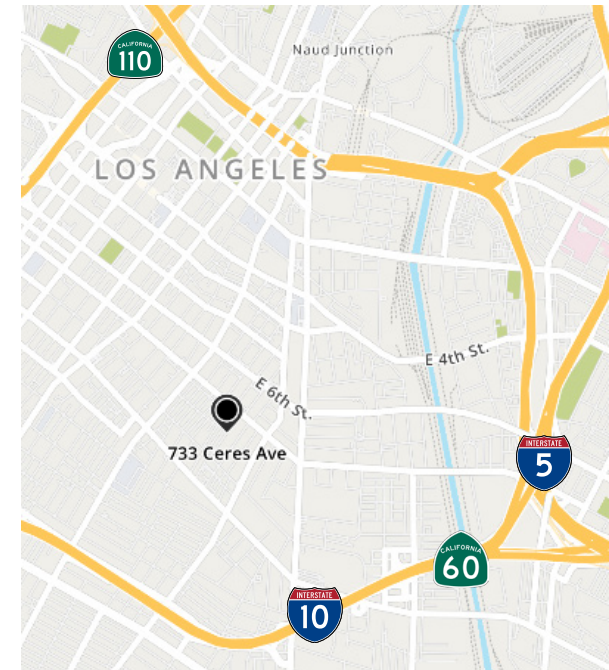 Naud Junction
CALIFORNIA
110
LOS ANGELES
E 4th St.
E 6th St.
733 Ceres Ave
INTERSTATE
5
CALIFORNIA
60
INTERSTATE
10